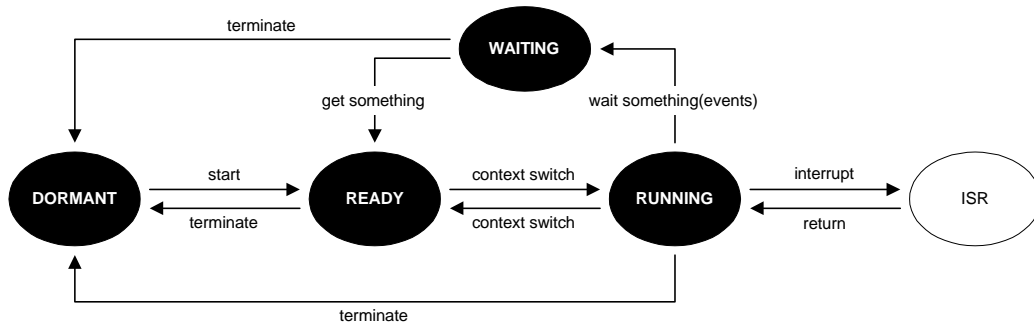 terminate
WAITING
get something
wait something(events)
DORMANT
start
terminate
READY
context switch
context switch
RUNNING
interrupt
return
ISR
terminate